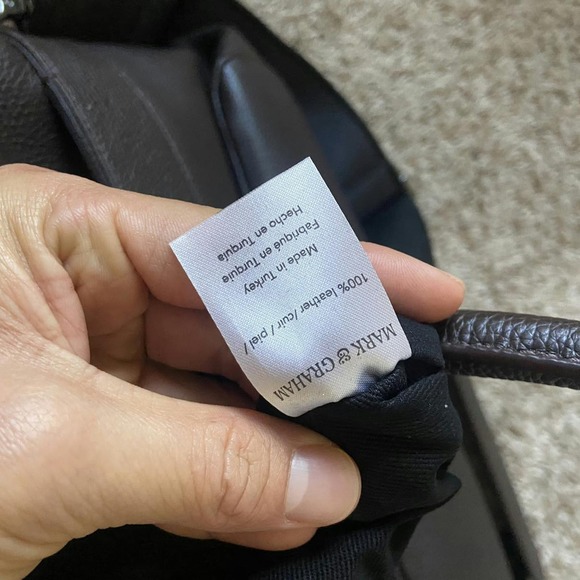 MARK & GRAHAM
100% leather / cuir / piel /
Made in Turkey
Fabriqué en Turquie
Hecho en Turquía